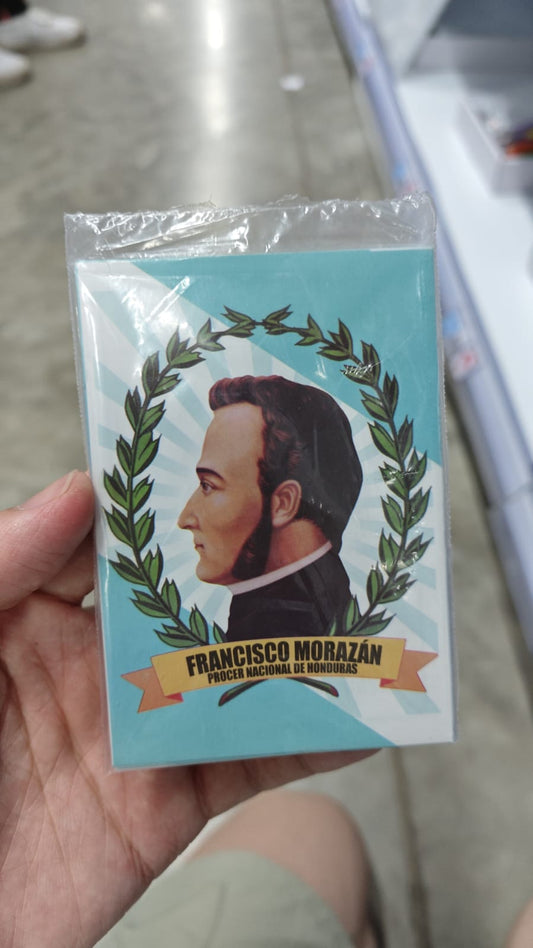 FRANCISCO MORAZÁN
PROCER NACIONAL DE HONDURAS